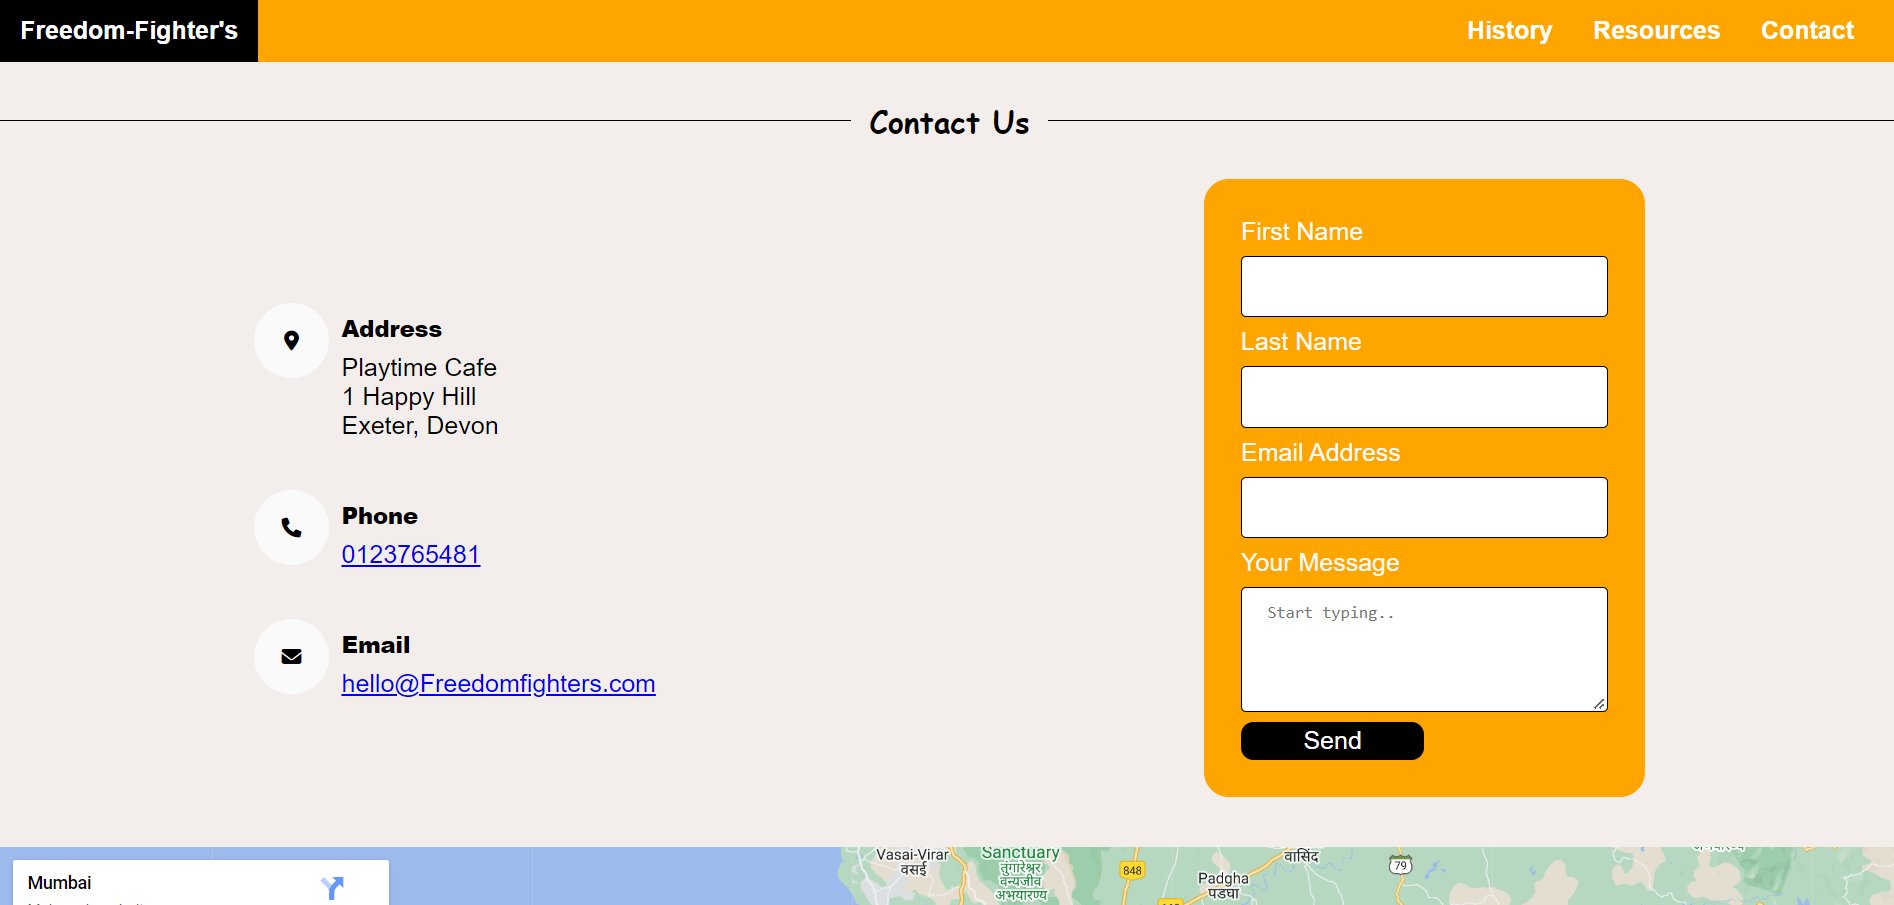 Freedom-Fighter's
History
Resources
Contact
Contact Us
Address
Playtime Cafe
1 Happy Hill
Exeter, Devon
Phone
0123765481
Email
hello@Freedomfighters.com
First Name
Last Name
Email Address
Your Message
Start typing..
Send
Mumbai
Vasai-Virar
वसई
Sanctuary
तुंगारेश्वर
वन्यजीव
अभयारण्य
848
Padgha
पडघा
वासिंद
79